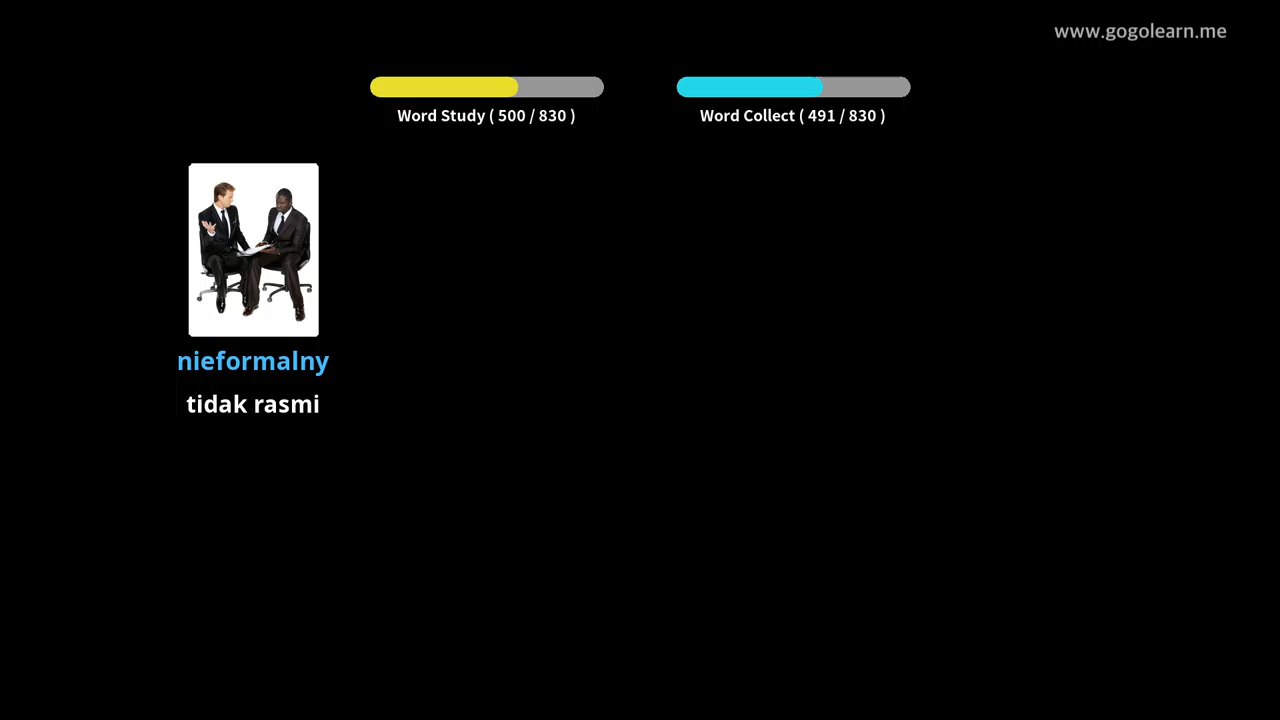 www.gogolearn.me
Word Study ( 500 / 830 )
Word Collect ( 491 / 830 )
nieformalny
tidak rasmi